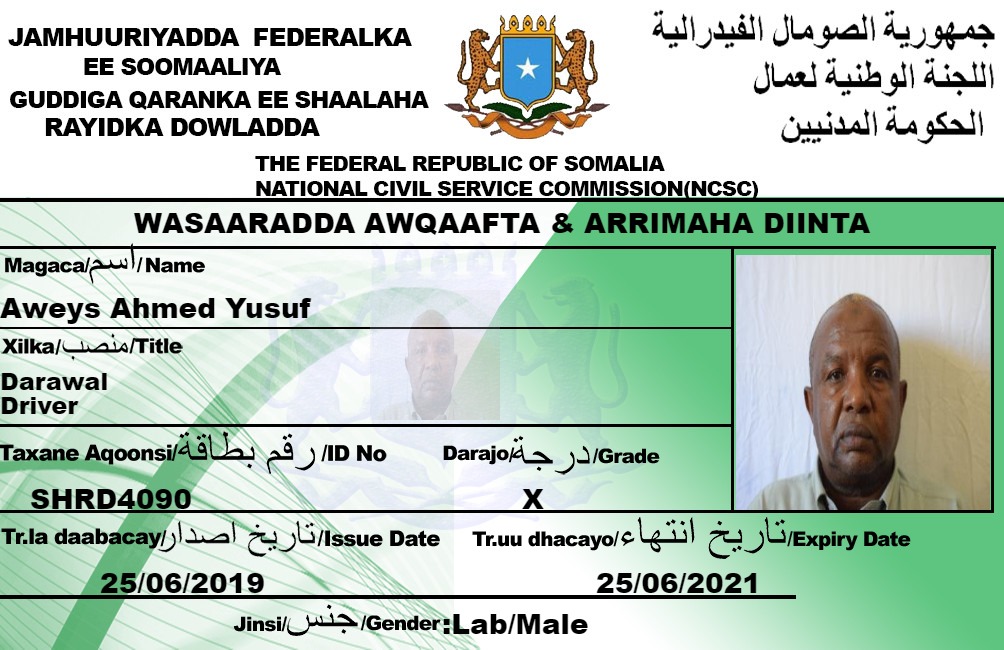 JAMHUURIYADDA FEDERALKA
EE SOOMAALIYA
GUDDIGA QARANKA EE SHAALAHA
RAYIDKA DOWLADDA
جمهورية الصومال الفيدرالية
اللجنة الوطنية لعمال
الحكومة المدنيين
THE FEDERAL REPUBLIC OF SOMALIA
NATIONAL CIVIL SERVICE COMMISSION(NCSC)
WASAARADDA AWQAAFTA & ARRIMAHA DIINTA
Magaca/اسم/Name
Aweys Ahmed Yusuf
Xilka/منصب/Title
Darawal
Driver
Taxane Aqoonsi/رقم بطاقة/ID No Darajo/درجة/Grade
SHRD4090 X
Tr.la daabacay/تاريخ اصدار/Issue Date Tr.uu dhacayo/تاريخ انتهاء/Expiry Date
25/06/2019 25/06/2021
Jinsi/جنس/Gender:Lab/Male